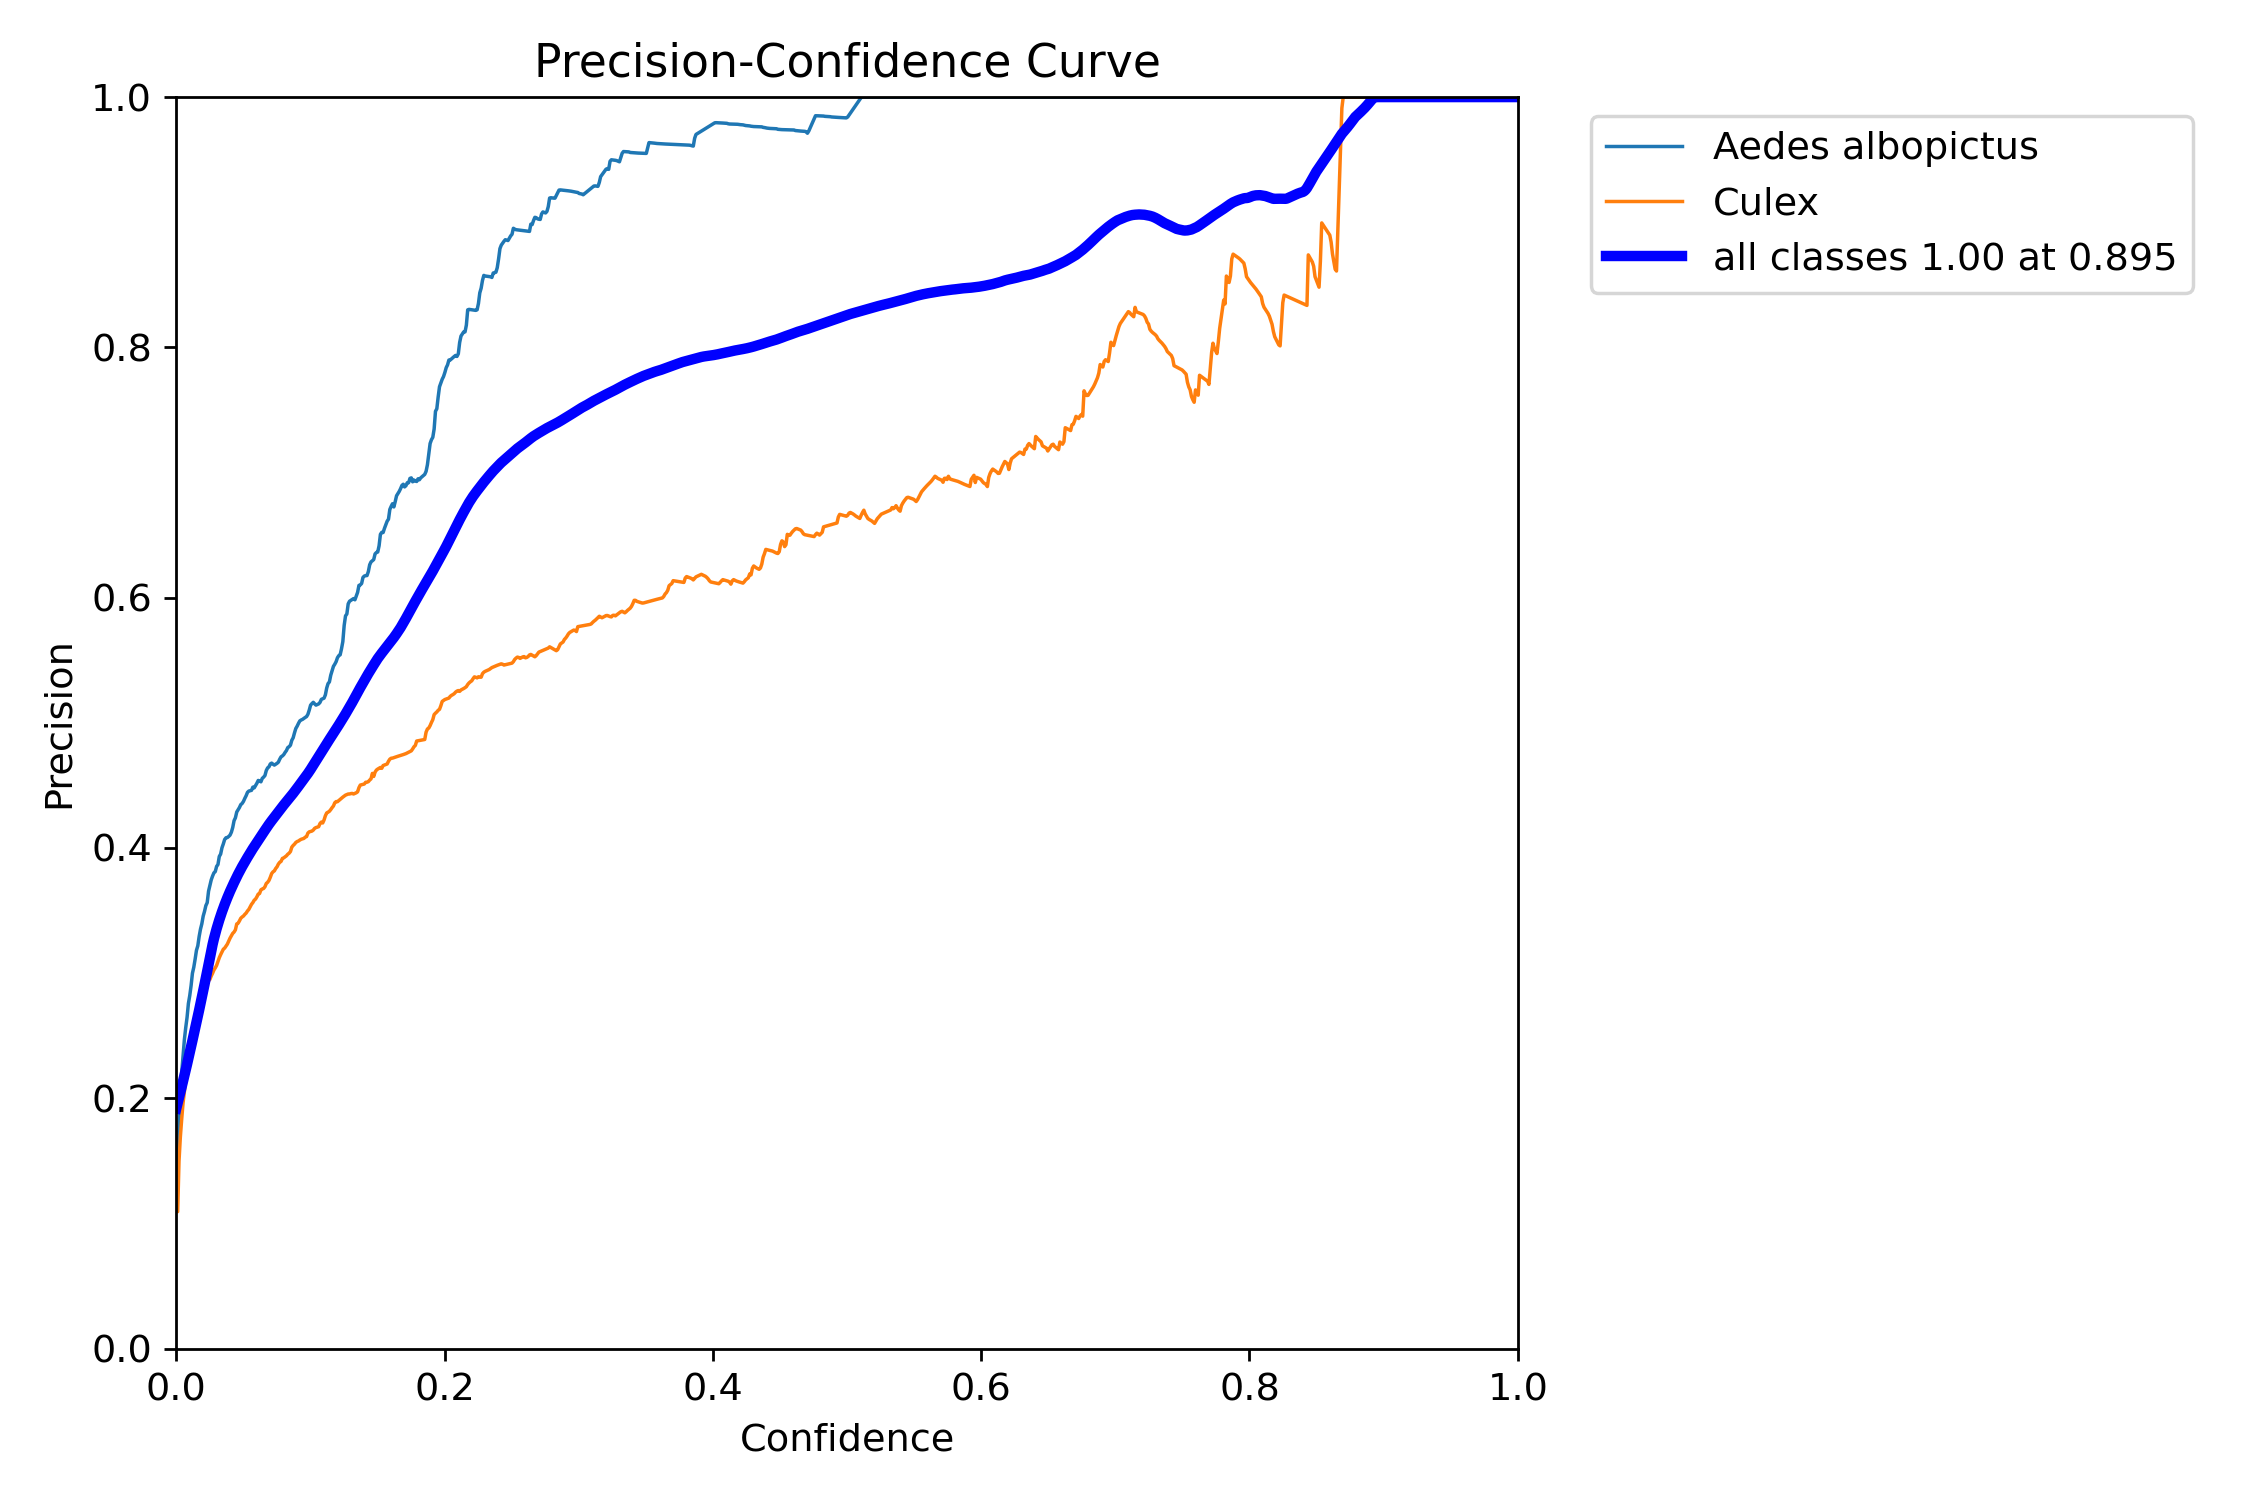 Precision-Confidence Curve
1.0
0.8
0.6
0.4
0.2
0.0
Precision
0.0 0.2 0.4 0.6 0.8 1.0
Confidence
Aedes albopictus
Culex
all classes 1.00 at 0.895